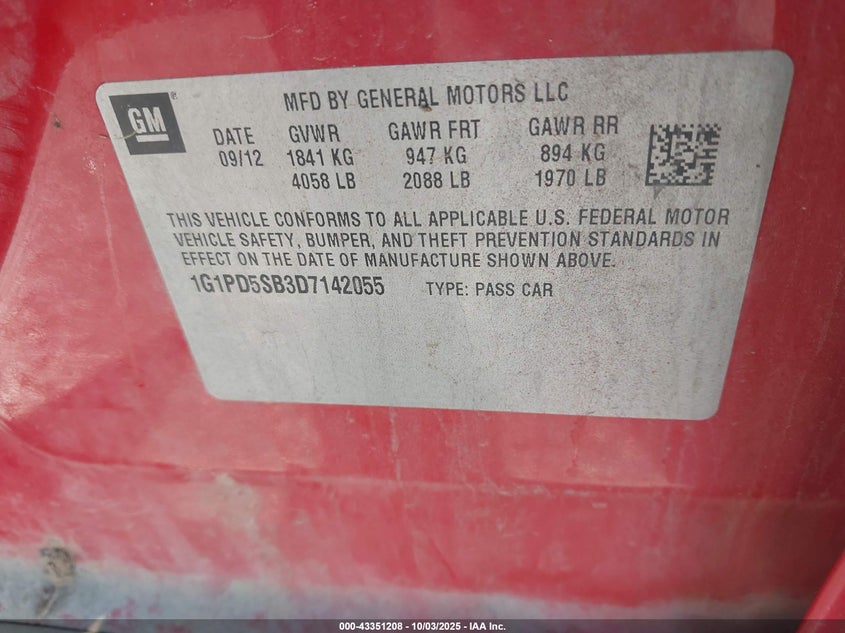 MFD BY GENERAL MOTORS LLC
GM®
DATE GVWR GAWR FRT GAWR RR
09/12 1841 KG 947 KG 894 KG
4058 LB 2088 LB 1970 LB
THIS VEHICLE CONFORMS TO ALL APPLICABLE U.S. FEDERAL MOTOR
VEHICLE SAFETY, BUMPER, AND THEFT PREVENTION STANDARDS IN
EFFECT ON THE DATE OF MANUFACTURE SHOWN ABOVE.
1G1PD5SB3D7142055 TYPE: PASS CAR
000-43351208 - 10/03/2025 - IAA Inc.